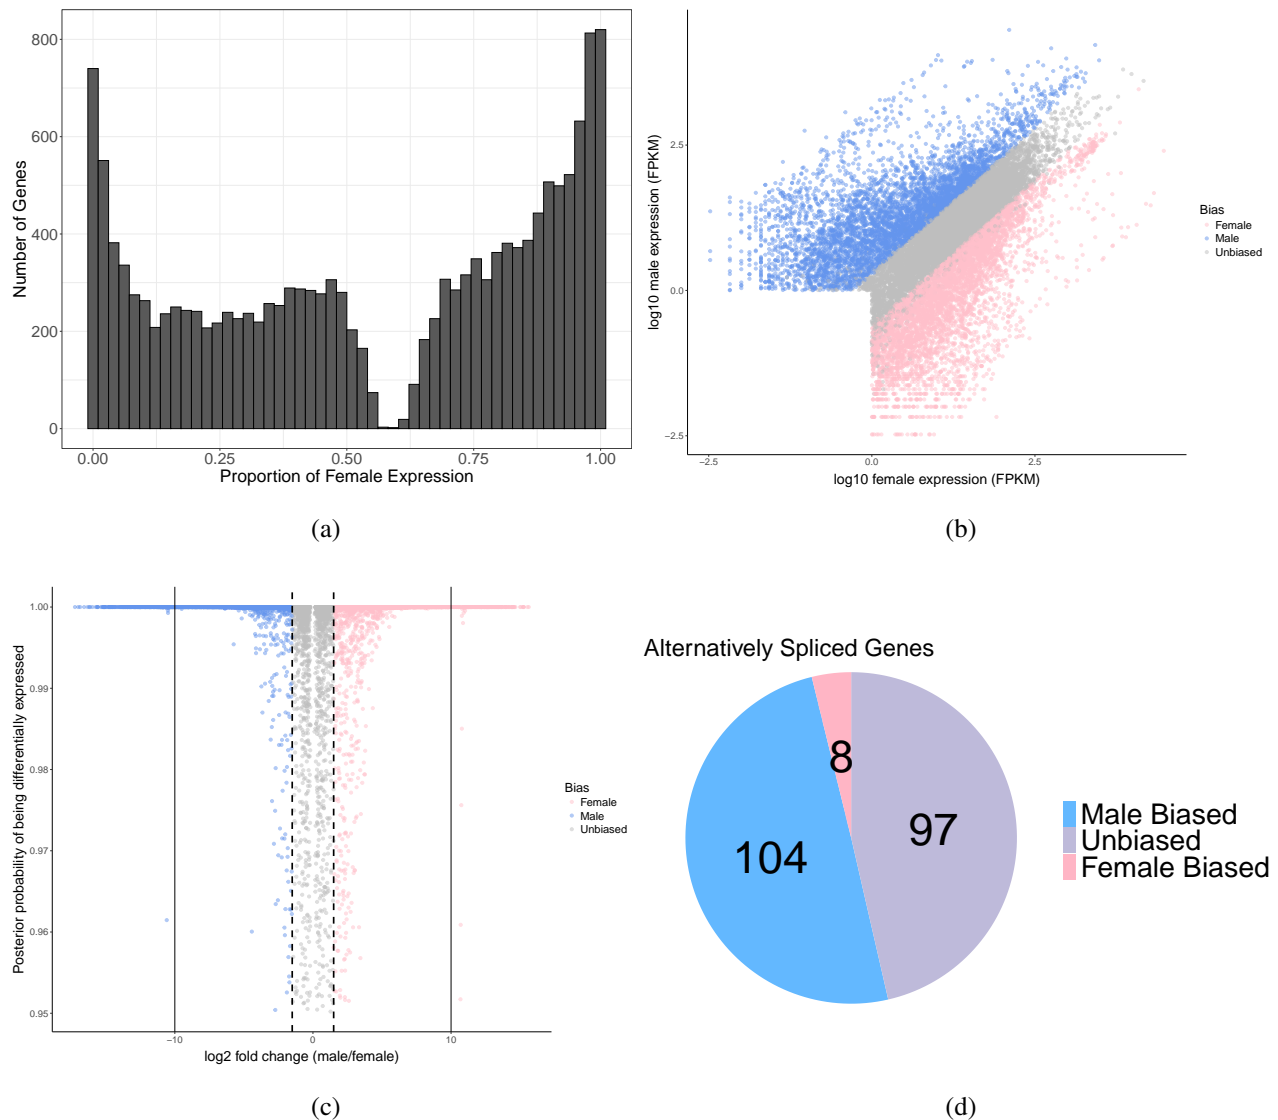 800
600
400
200
0
Number of Genes
0.00 0.25 0.50 0.75 1.00
Proportion of Female Expression
(a)
2.5
0.0
−2.5
log10 male expression (FPKM)
−2.5 0.0 2.5
log10 female expression (FPKM)
Bias
Female
Male
Unbiased
(b)
1.00
0.99
0.98
0.97
0.96
0.95
Posterior probability of being differentially expressed
−10 0 10
log2 fold change (male/female)
Bias
Female
Male
Unbiased
(c)
Alternatively Spliced Genes
8
97
104
Male Biased
Unbiased
Female Biased
(d)